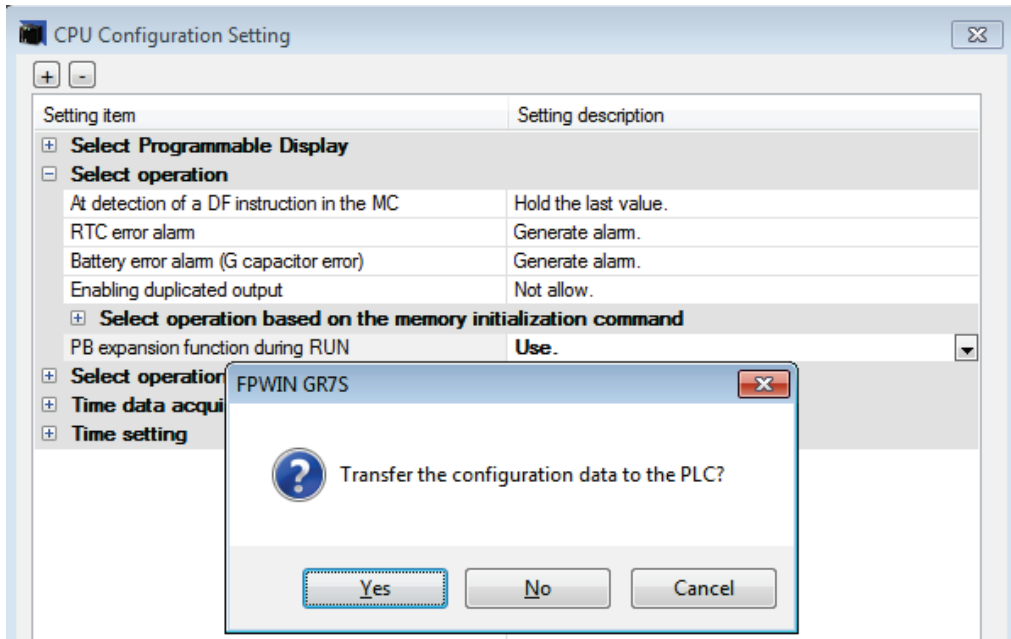 CPU Configuration Setting
+ -
Setting item Setting description
Select Programmable Display
Select operation
At detection of a DF instruction in the MC Hold the last value.
RTC error alarm Generate alarm.
Battery error alarm (G capacitor error) Generate alarm.
Enabling duplicated output Not allow.
Select operation based on the memory initialization command
PB expansion function during RUN Use.
Select operation
Time data acqui
Time setting
FPWIN GR7S
Transfer the configuration data to the PLC?
Yes No Cancel